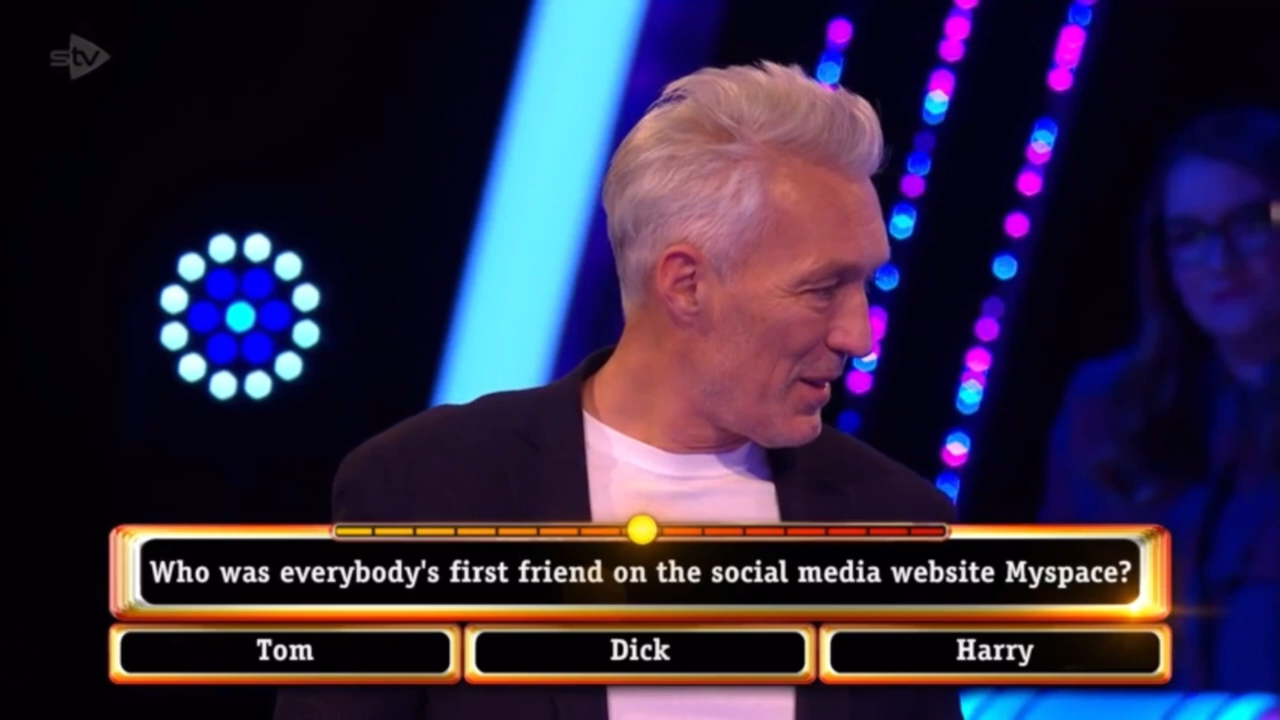 stv
Who was everybody's first friend on the social media website Myspace?
Tom
Dick
Harry